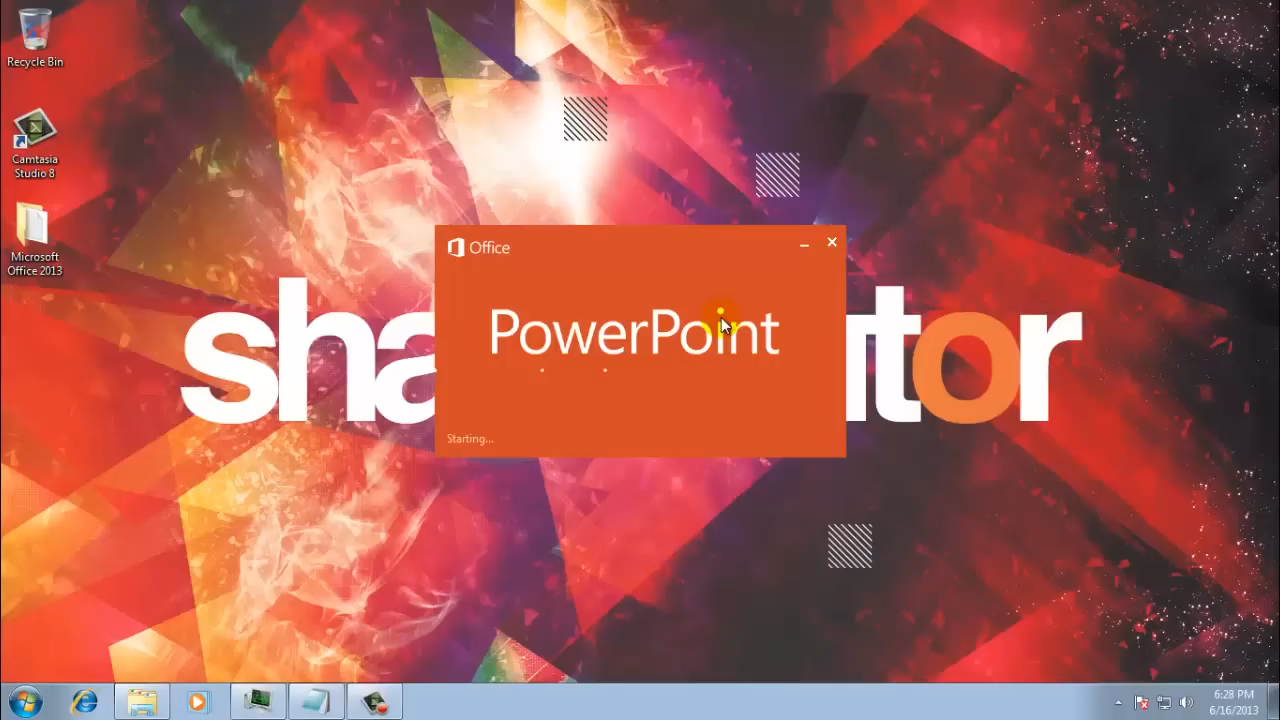 Recycle Bin
Camtasia
Studio 8
Microsoft
Office 2013
Office
PowerPoint
Starting...
sha
tor
6:28 PM
6/16/2013